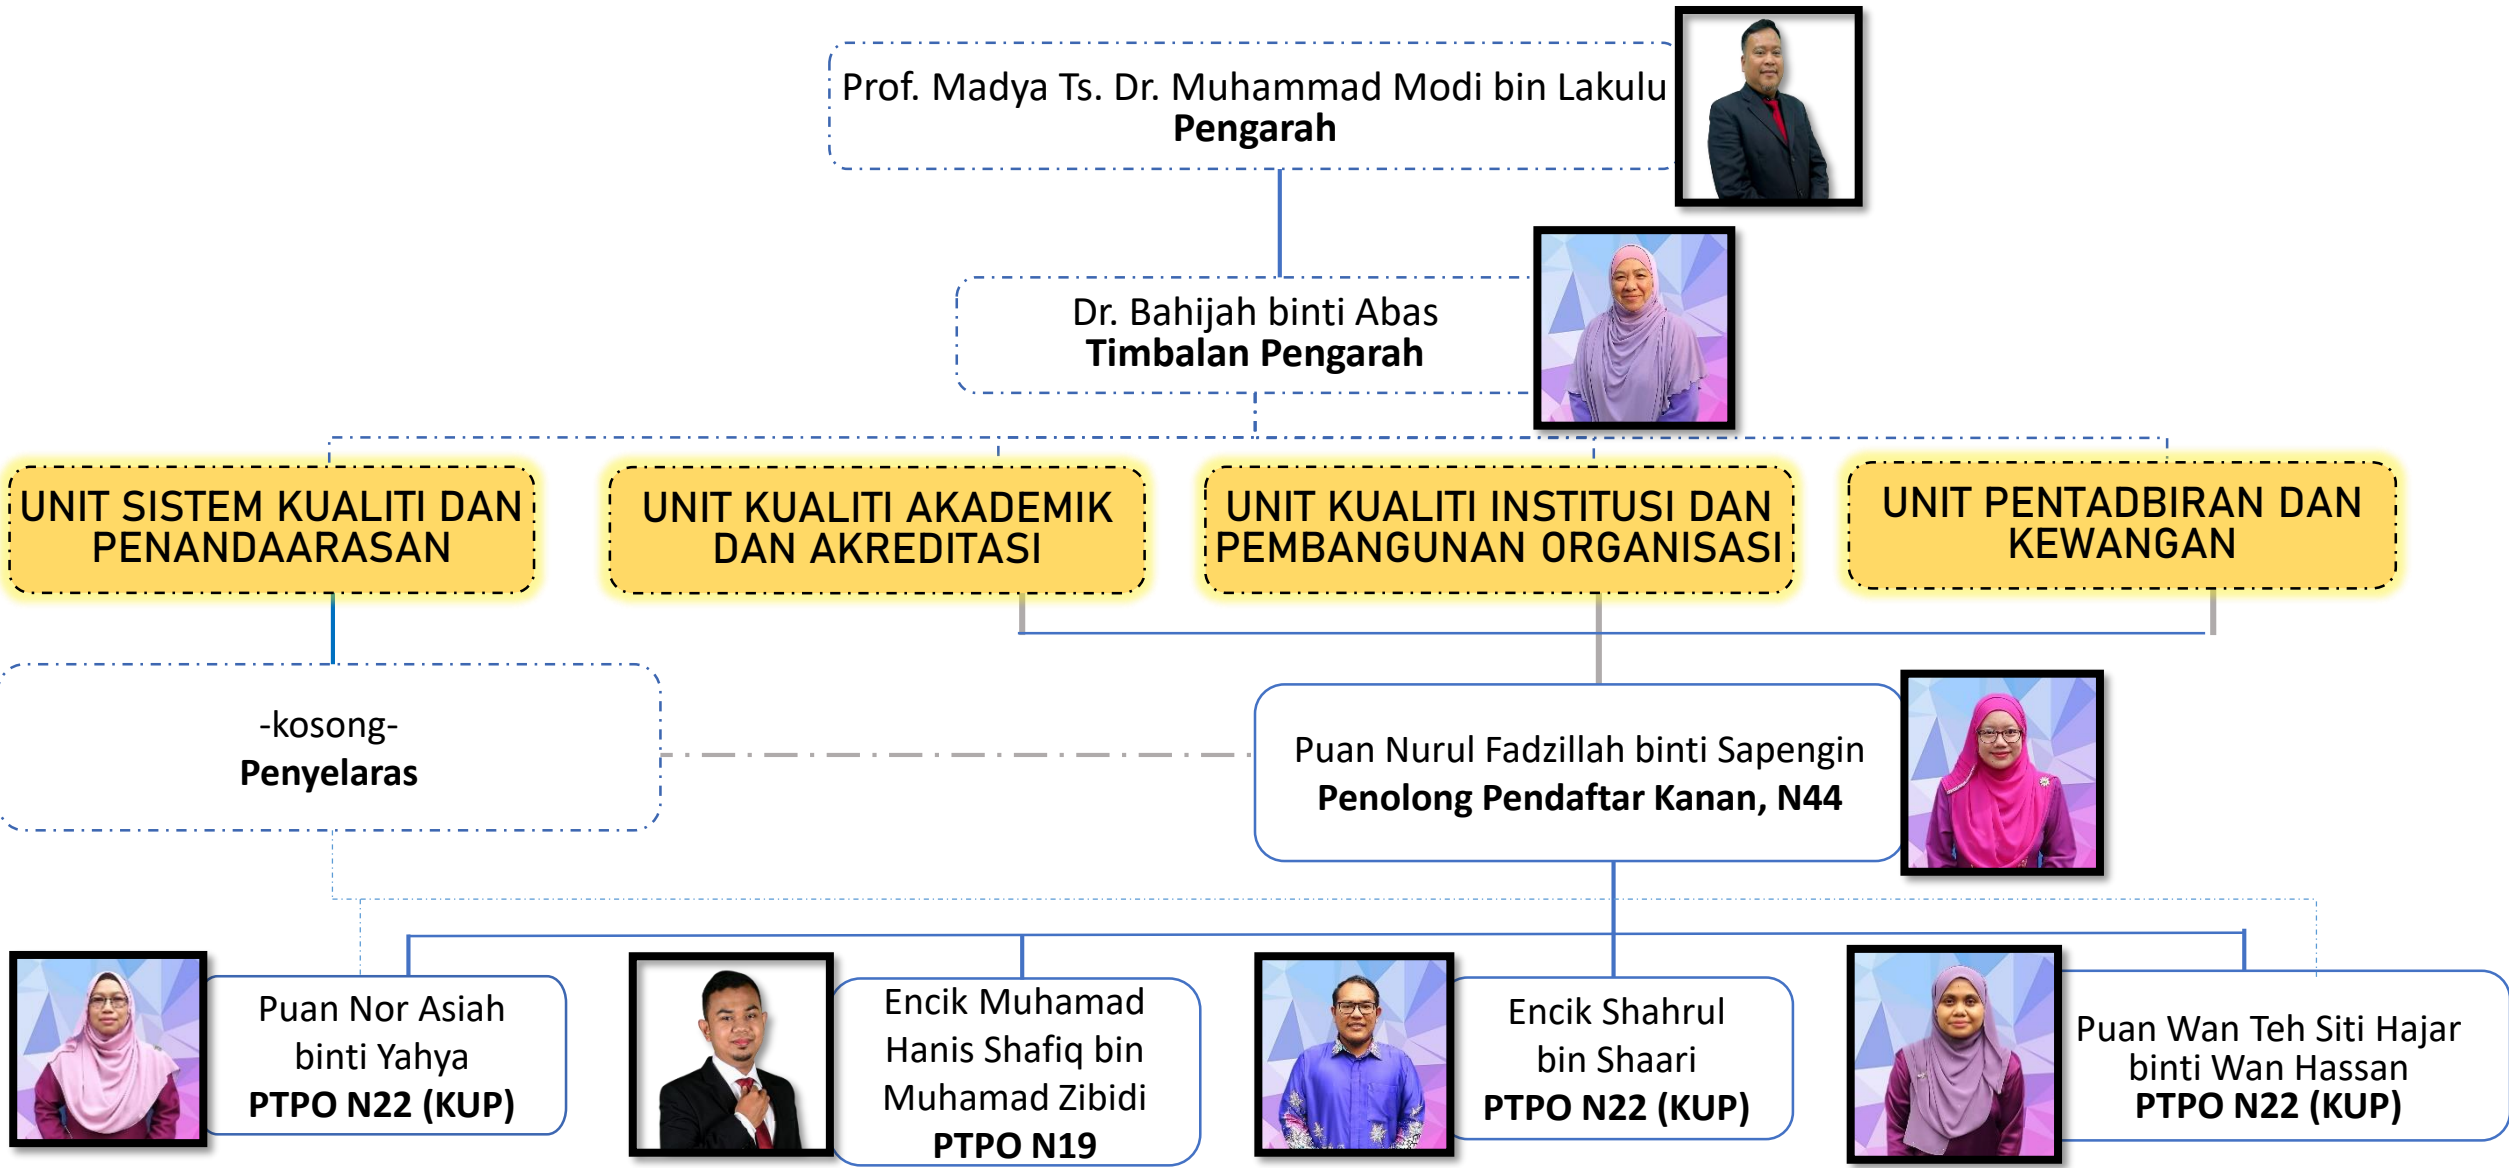 Prof. Madya Ts. Dr. Muhammad Modi bin Lakulu
Pengarah
Dr. Bahijah binti Abas
Timbalan Pengarah
UNIT SISTEM KUALITI DAN
PENANDAARASAN
UNIT KUALITI AKADEMIK
DAN AKREDITASI
UNIT KUALITI INSTITUSI DAN
PEMBANGUNAN ORGANISASI
UNIT PENTADBIRAN DAN
KEWANGAN
-kosong-
Penyelaras
Puan Nurul Fadzillah binti Sapengin
Penolong Pendaftar Kanan, N44
Puan Nor Asiah
binti Yahya
PTPO N22 (KUP)
Encik Muhamad
Hanis Shafiq bin
Muhamad Zibidi
PTPO N19
Encik Shahrul
bin Shaari
PTPO N22 (KUP)
Puan Wan Teh Siti Hajar
binti Wan Hassan
PTPO N22 (KUP)